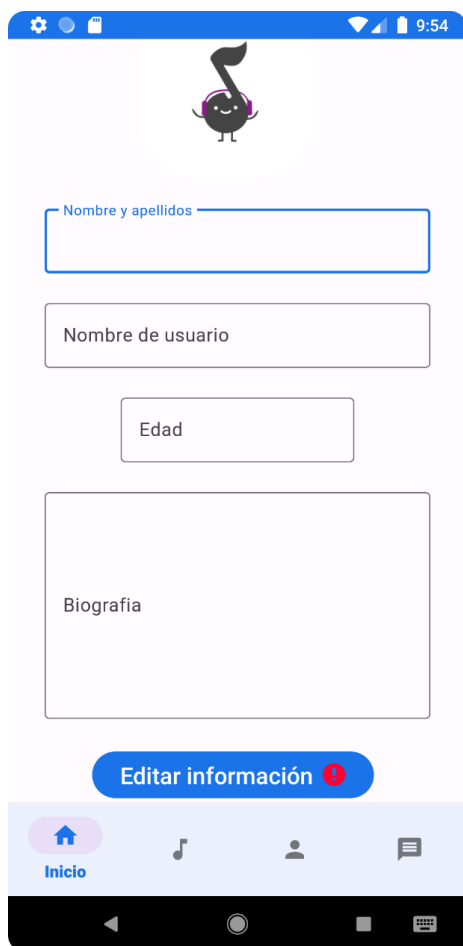 9:54
Nombre y apellidos
Nombre de usuario
Edad
Biografia
Editar información
Inicio